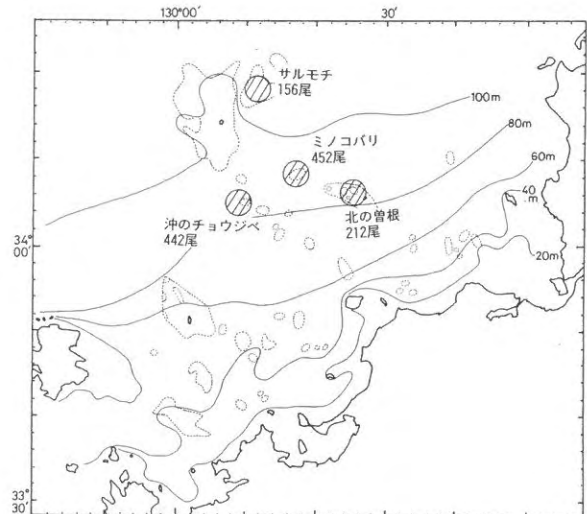 130°00′
30′
サルモチ
156尾
100m
ミノコバリ
452尾
80m
60m
40
m
沖のチョウジベ
442尾
北の曽根
212尾
20m
34°
00′
33°
30′